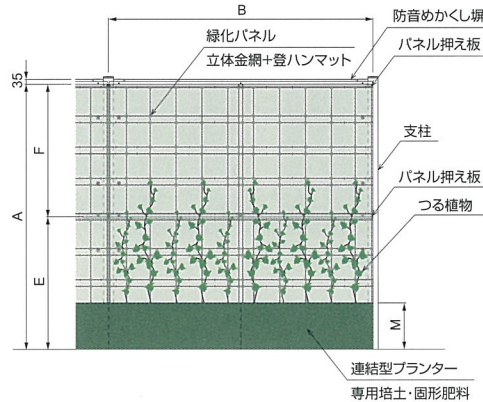 B
防音めかくし塀
緑化パネル
立体金網+登ハンマット
パネル押え板
35
支柱
F
A
パネル押え板
つる植物
E
M
連結型プランター
専用培土・固形肥料